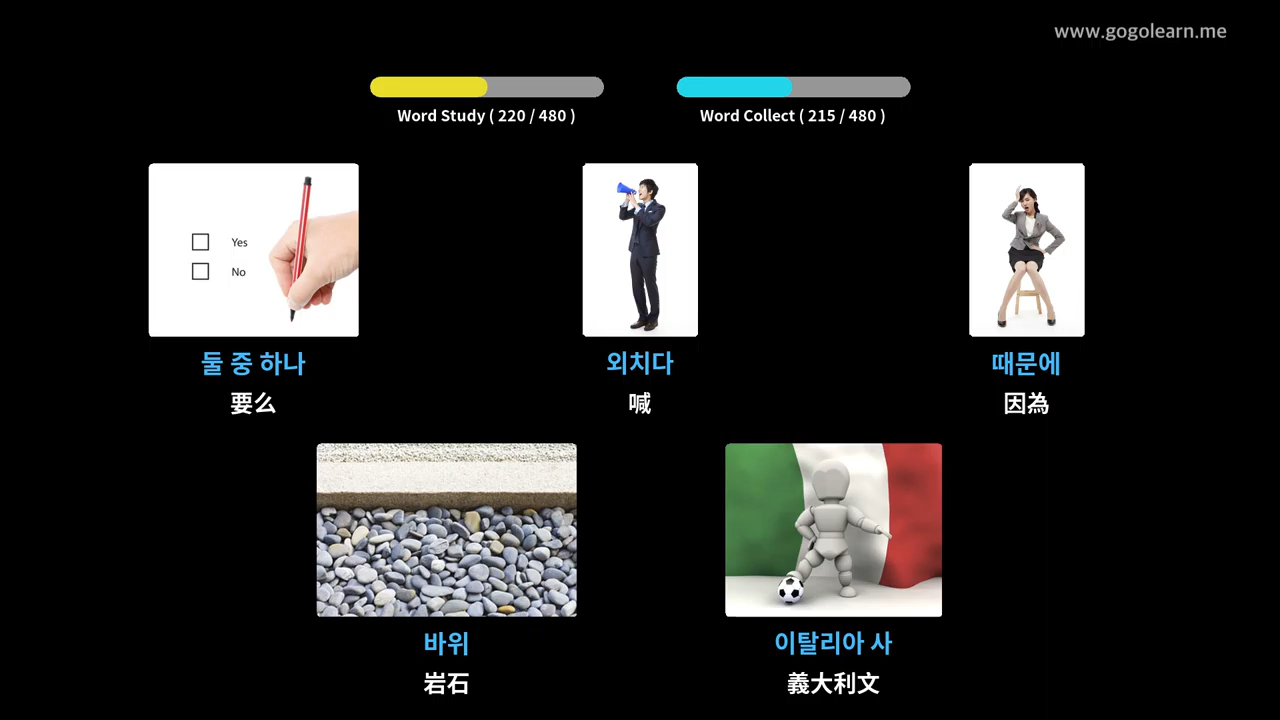 www.gogolearn.me
Word Study ( 220 / 480 )
Word Collect ( 215 / 480 )
Yes
No
둘 중 하나
외치다
때문에
要么
喊
因為
바위
이탈리아 사
岩石
義大利文